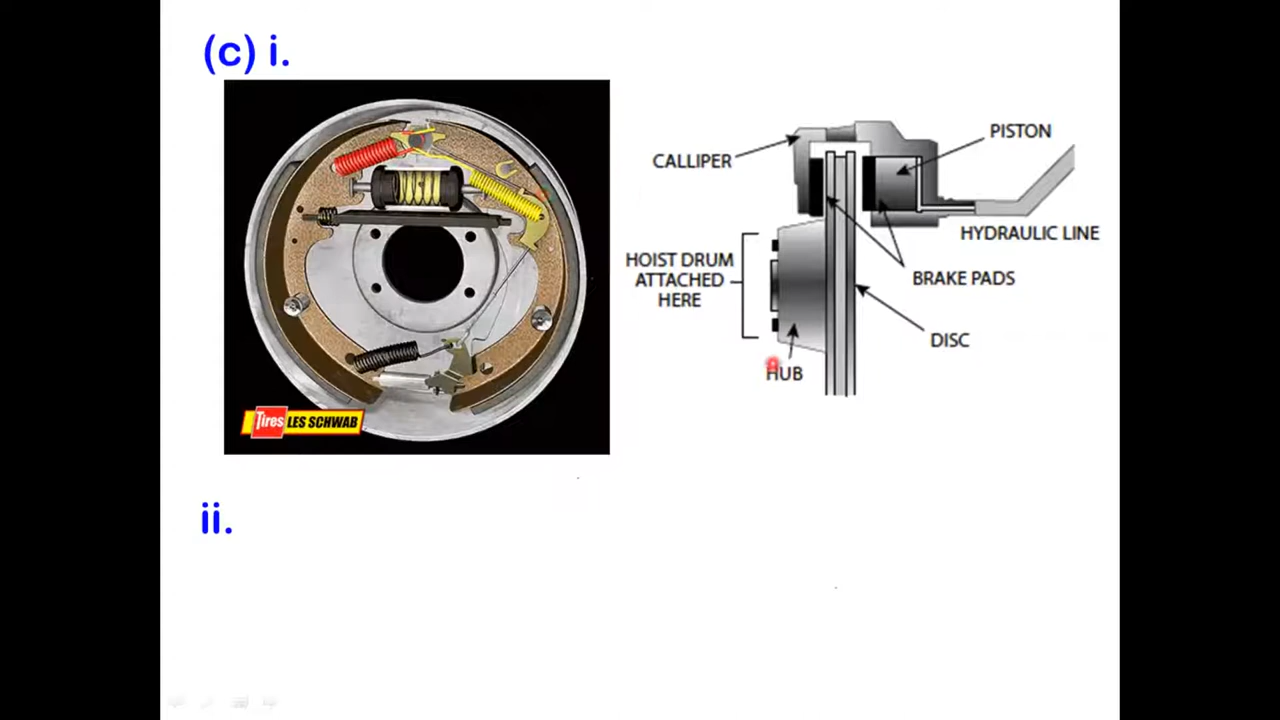 (c) i.
Tires LES SCHWAB
CALLIPER
PISTON
HYDRAULIC LINE
HOIST DRUM
ATTACHED
HERE
BRAKE PADS
DISC
HUB
ii.